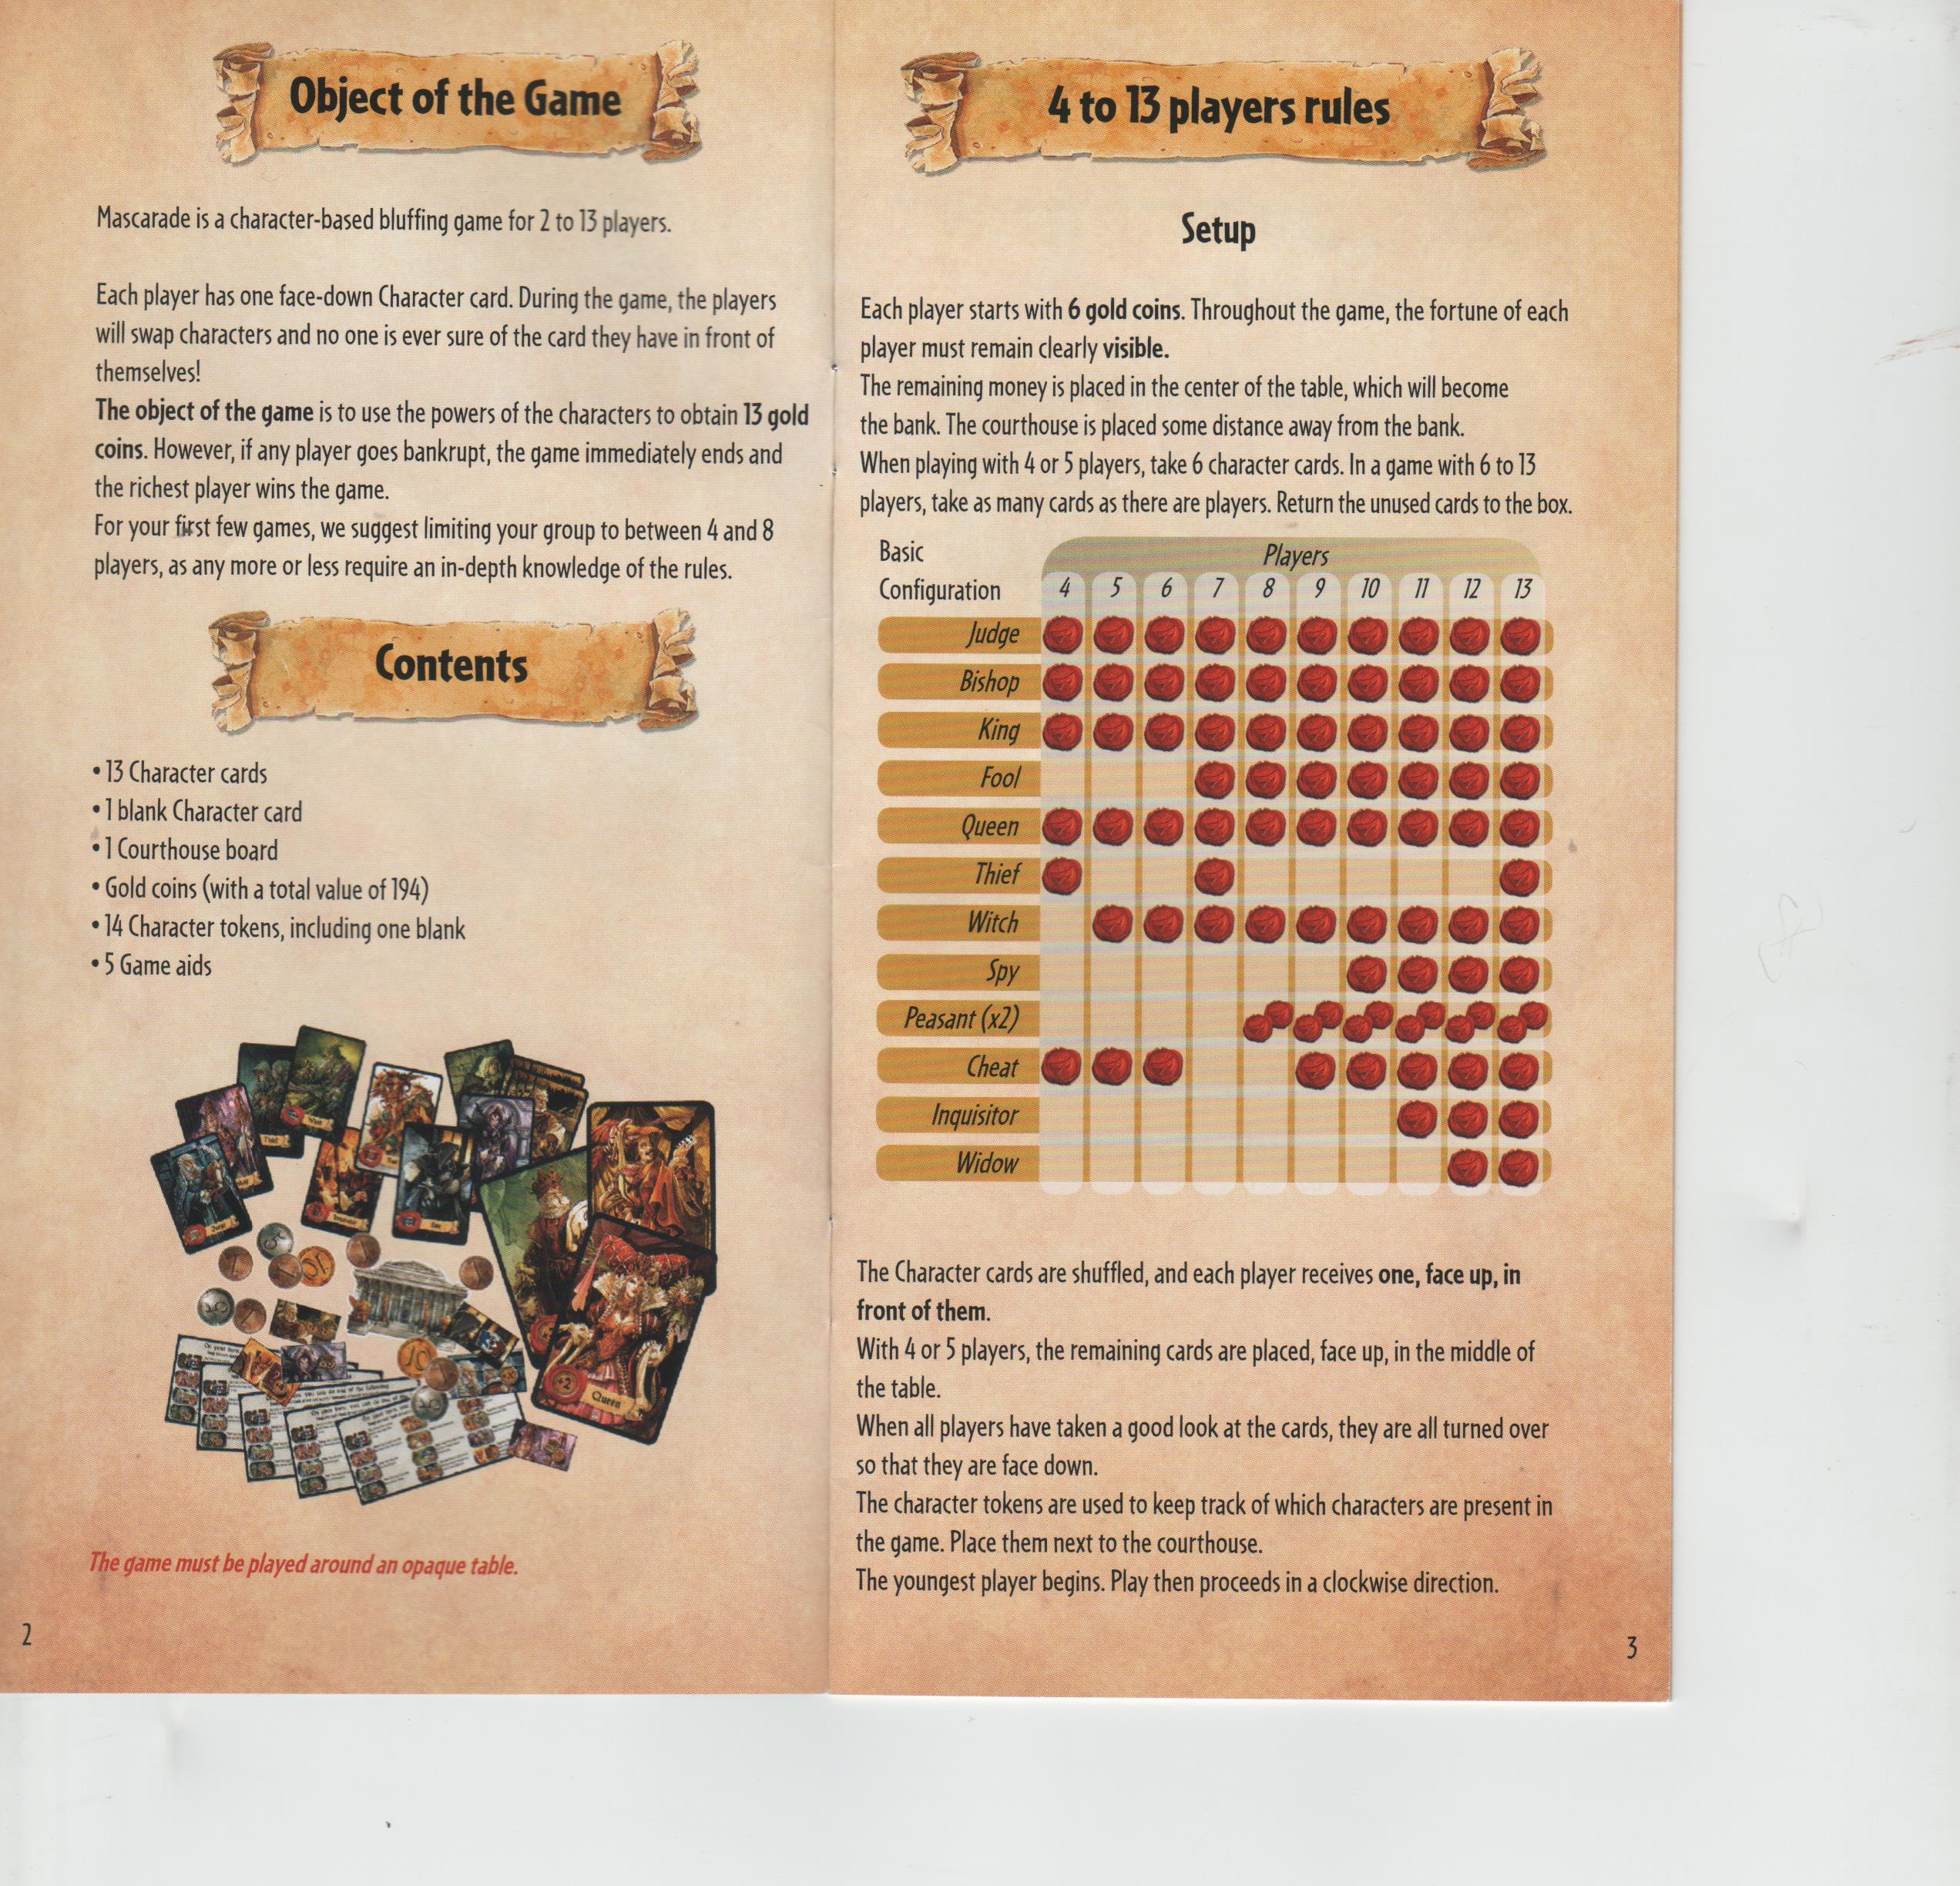 Object of the Game
Mascarade is a character-based bluffing game for 2 to 13 players.
Each player has one face-down Character card. During the game, the players
will swap characters and no one is ever sure of the card they have in front of
themselves!
The object of the game is to use the powers of the characters to obtain 13 gold
coins. However, if any player goes bankrupt, the game immediately ends and
the richest player wins the game.
For your first few games, we suggest limiting your group to between 4 and 8
players, as any more or less require an in-depth knowledge of the rules.
Contents
• 13 Character cards
• 1 blank Character card
• 1 Courthouse board
• Gold coins (with a total value of 194)
• 14 Character tokens, including one blank
• 5 Game aids
Queen
The game must be played around an opaque table.
2
4 to 13 players rules
Setup
Each player starts with 6 gold coins. Throughout the game, the fortune of each
player must remain clearly visible.
The remaining money is placed in the center of the table, which will become
the bank. The courthouse is placed some distance away from the bank.
When playing with 4 or 5 players, take 6 character cards. In a game with 6 to 13
players, take as many cards as there are players. Return the unused cards to the box.
Basic Players
Configuration 4 5 6 7 8 9 10 11 12 13
Judge
Bishop
King
Fool
Queen
Thief
Witch
Spy
Peasant (x2)
Cheat
Inquisitor
Widow
The Character cards are shuffled, and each player receives one, face up, in
front of them.
With 4 or 5 players, the remaining cards are placed, face up, in the middle of
the table.
When all players have taken a good look at the cards, they are all turned over
so that they are face down.
The character tokens are used to keep track of which characters are present in
the game. Place them next to the courthouse.
The youngest player begins. Play then proceeds in a clockwise direction.
3